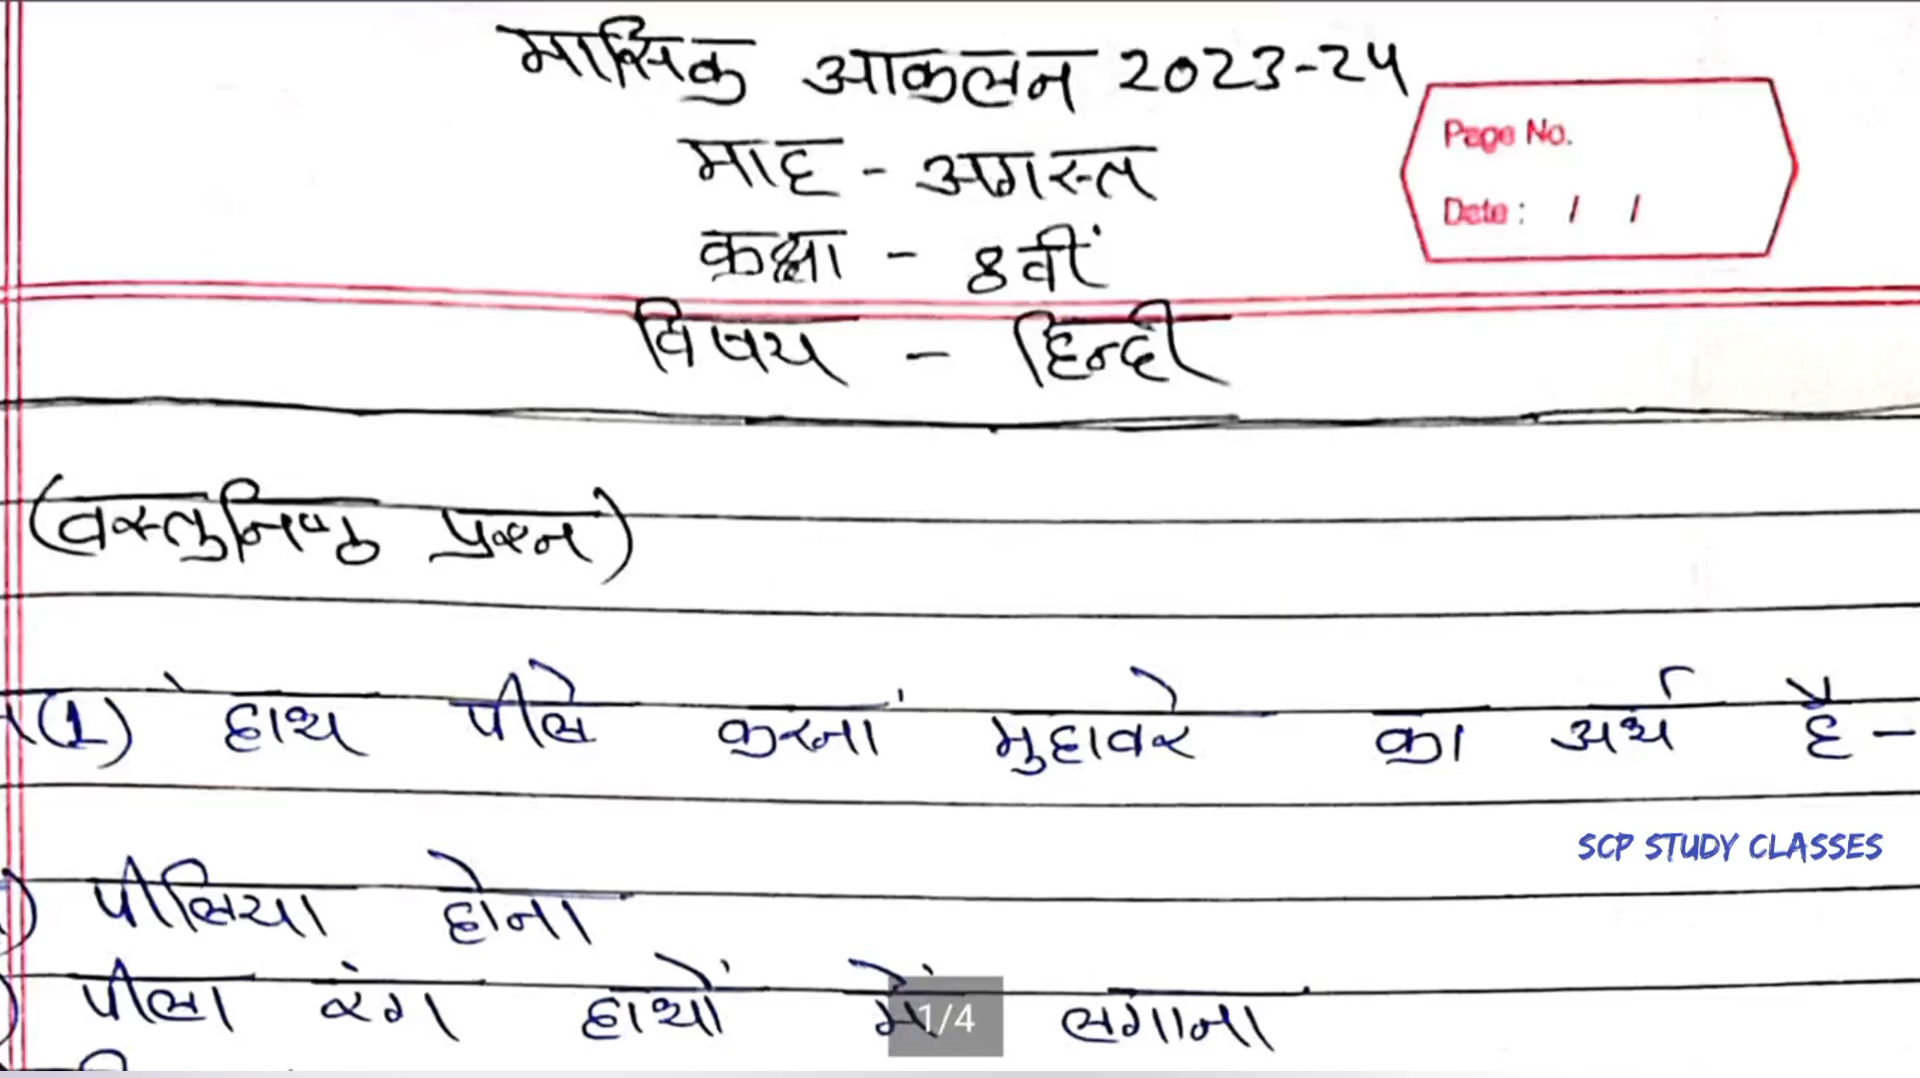 मासिक आकलन 2023-24
माह - अगस्त
कक्षा - 8वीं
विषय - हिन्दी
Page No.
Date : / /
(वस्तुनिष्ठ प्रश्न)
(1) हाथ पीले करना मुहावरे का अर्थ है -
SCP STUDY CLASSES
) पीलिया होना
) पीला रंग हाथों में लगाना
1/4